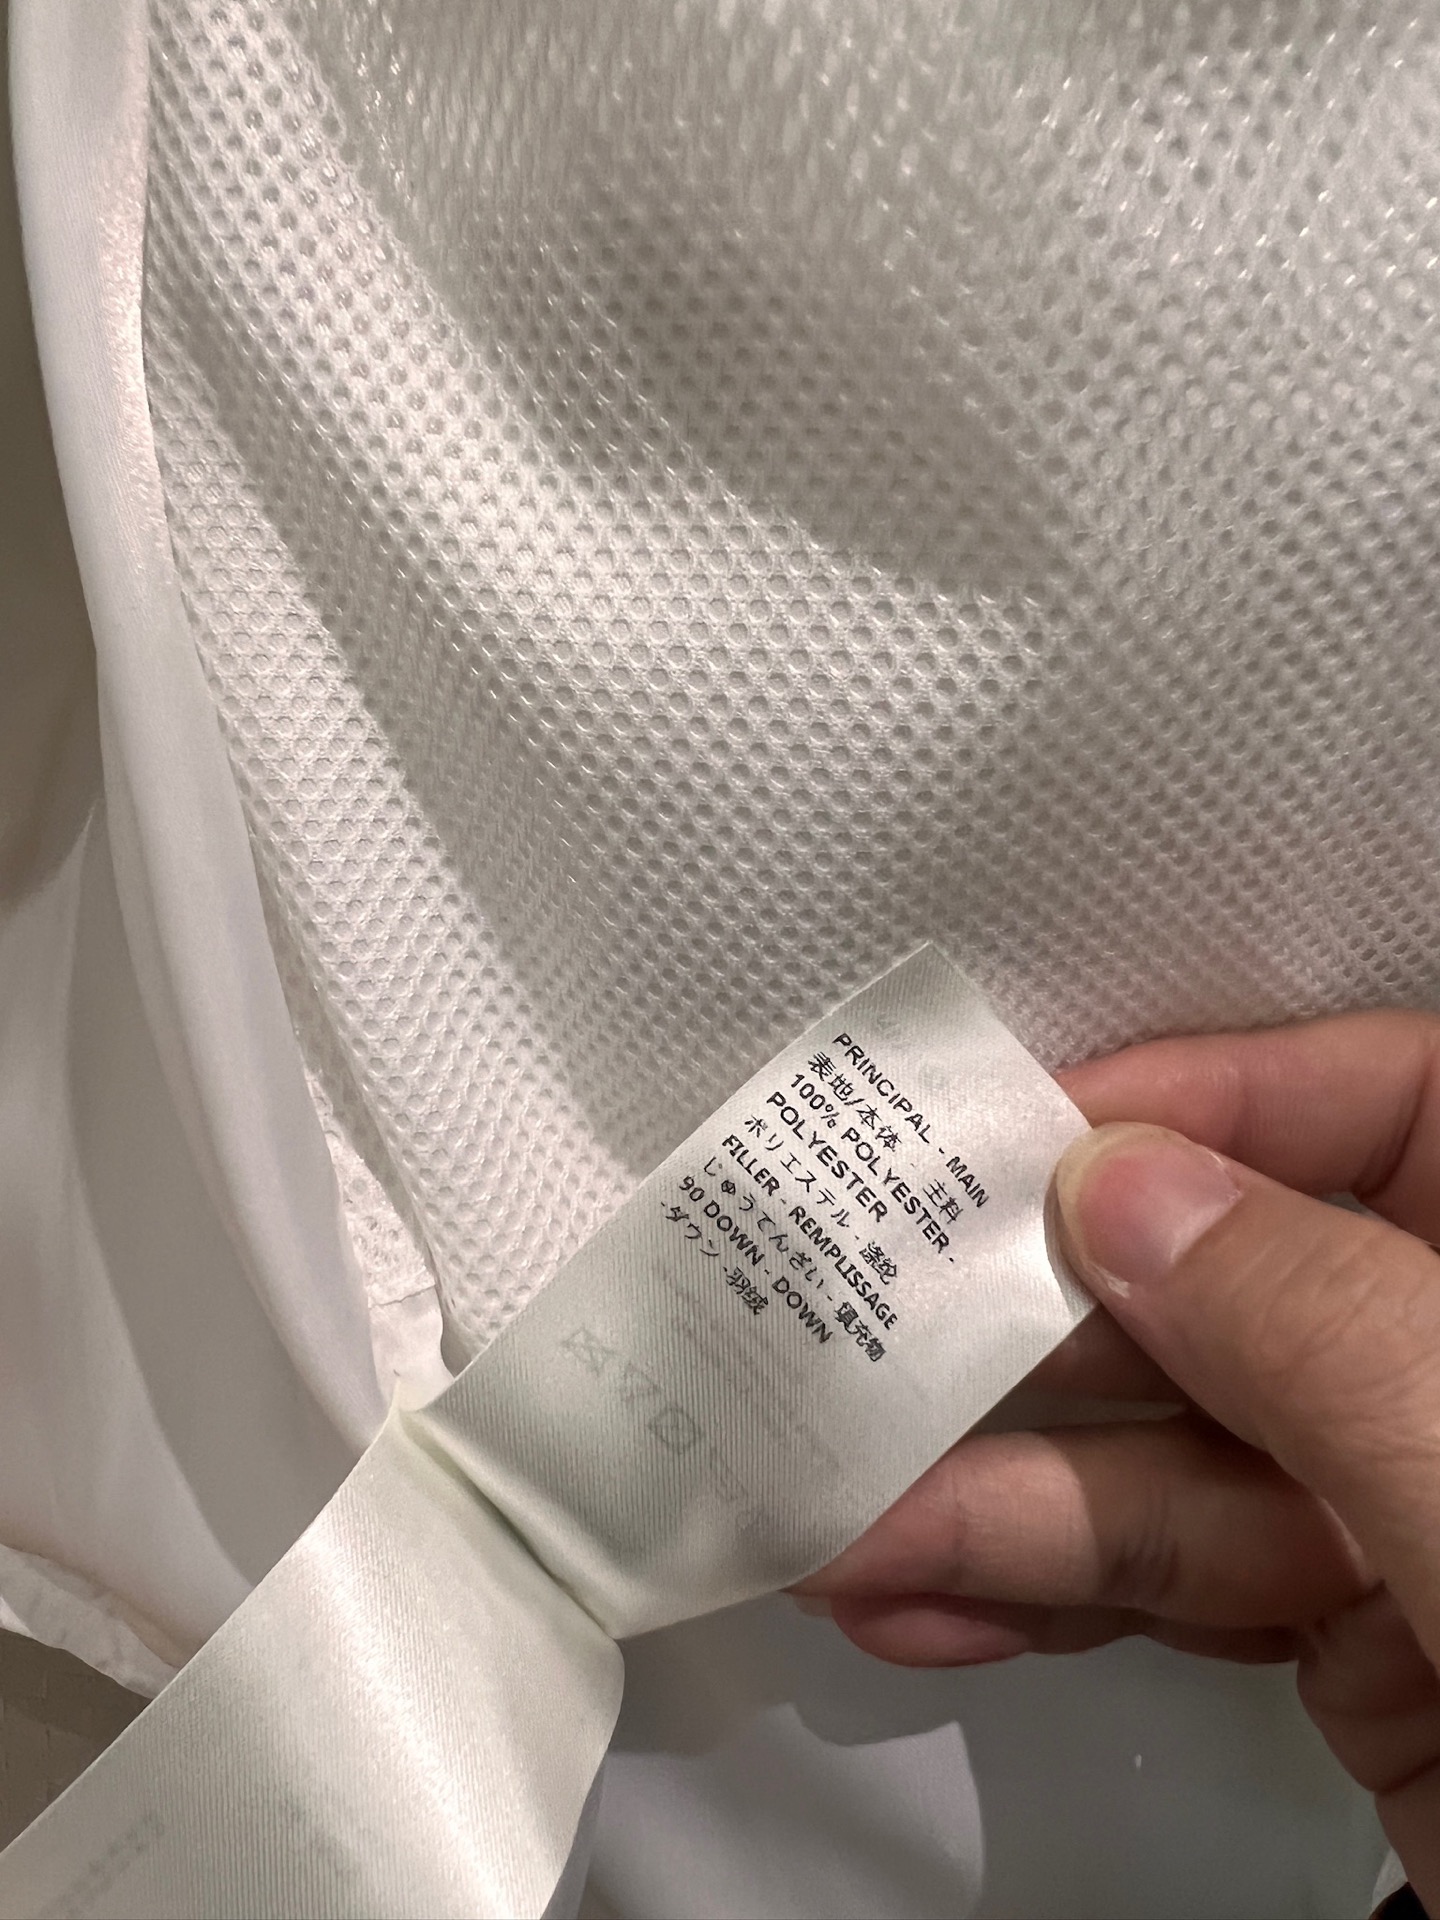 PRINCIPAL - MAIN
表地/本体 - 主料
100% POLYESTER -
POLYESTER
ポリエステル - 涤纶
FILLER - REMPLISSAGE
じゅうてんざい - 填充物
90 DOWN - DOWN
-ダウン -羽绒